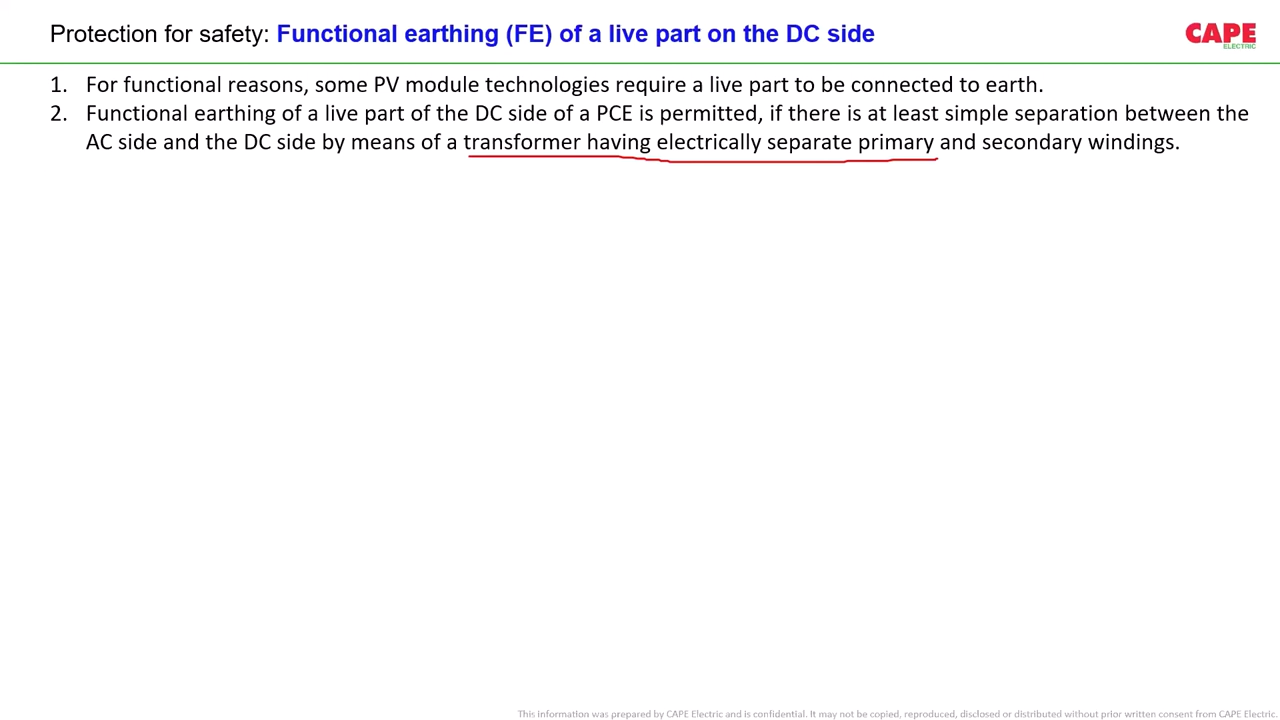 Protection for safety: Functional earthing (FE) of a live part on the DC side
CAPE
ELECTRIC
1. For functional reasons, some PV module technologies require a live part to be connected to earth.
2. Functional earthing of a live part of the DC side of a PCE is permitted, if there is at least simple separation between the
AC side and the DC side by means of a transformer having electrically separate primary and secondary windings.
This information was prepared by CAPE Electric and is confidential. It may not be copied, reproduced, disclosed or distributed without prior written consent from CAPE Electric.